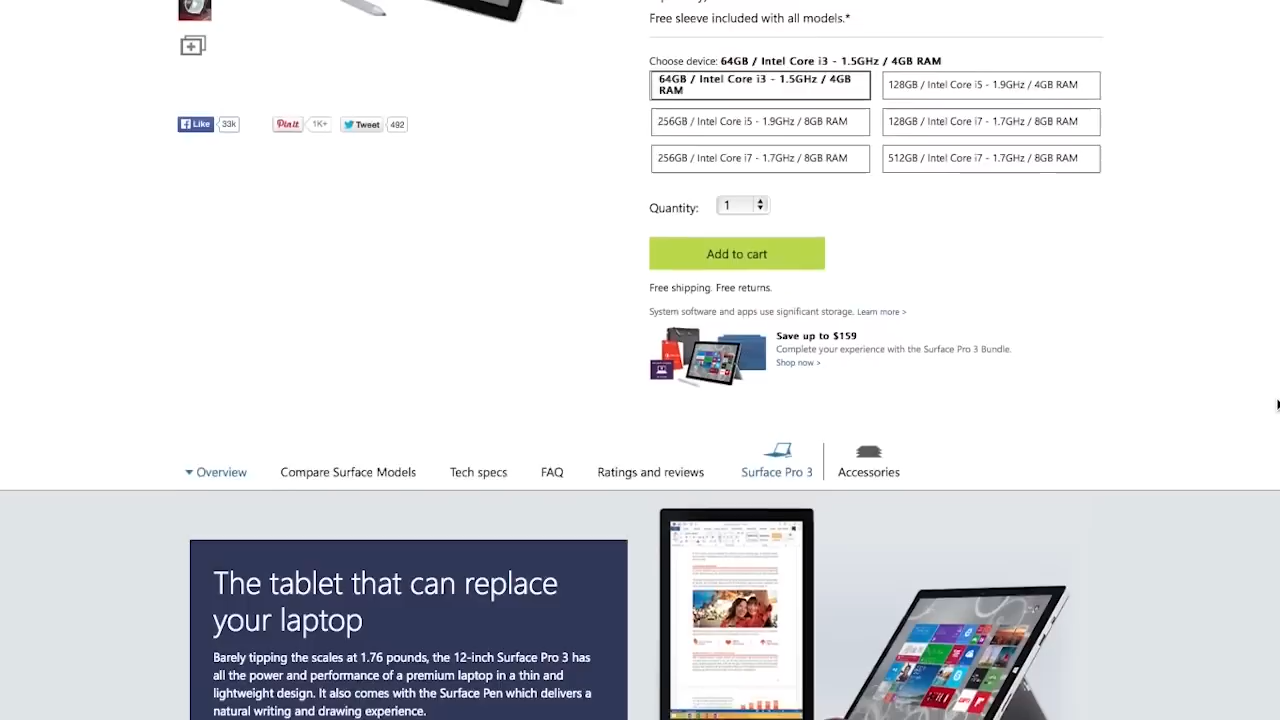 Free sleeve included with all models.*
Choose device: 64GB / Intel Core i3 - 1.5GHz / 4GB RAM
64GB / Intel Core i3 - 1.5GHz / 4GB
RAM
128GB / Intel Core i5 - 1.9GHz / 4GB RAM
256GB / Intel Core i5 - 1.9GHz / 8GB RAM
128GB / Intel Core i7 - 1.7GHz / 8GB RAM
256GB / Intel Core i7 - 1.7GHz / 8GB RAM
512GB / Intel Core i7 - 1.7GHz / 8GB RAM
Like 33k
Pin it 1K+
Tweet 492
Quantity: 1
Add to cart
Free shipping. Free returns.
System software and apps use significant storage. Learn more >
Save up to $159
Complete your experience with the Surface Pro 3 Bundle.
Shop now >
Overview
Compare Surface Models
Tech specs
FAQ
Ratings and reviews
Surface Pro 3
Accessories
The tablet that can replace
your laptop
Barely tipping the scales at 1.76 pounds, the 12-inch Surface Pro 3 has
all the power and performance of a premium laptop in a thin and
lightweight design. It also comes with the Surface Pen which delivers a
natural writing and drawing experience.